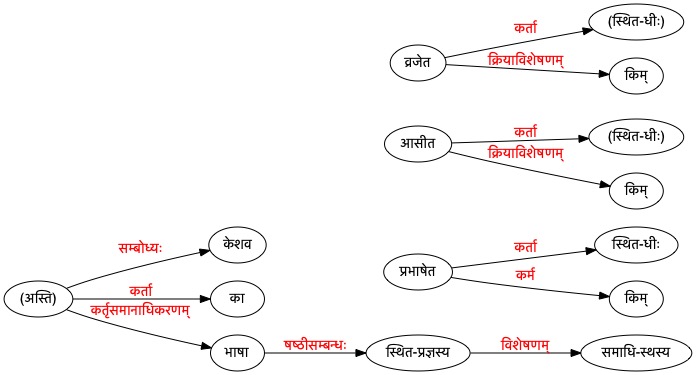 कर्ता
(स्थित-धीः)
व्रजेत
क्रियाविशेषणम्
किम्
कर्ता
(स्थित-धीः)
आसीत
क्रियाविशेषणम्
किम्
सम्बोध्यः
केशव
कर्ता
स्थित-धीः
प्रभाषेत
कर्म
किम्
(अस्ति)
कर्ता
का
कर्तृसमानाधिकरणम्
भाषा
षष्ठीसम्बन्धः
स्थित-प्रज्ञस्य
विशेषणम्
समाधि-स्थस्य